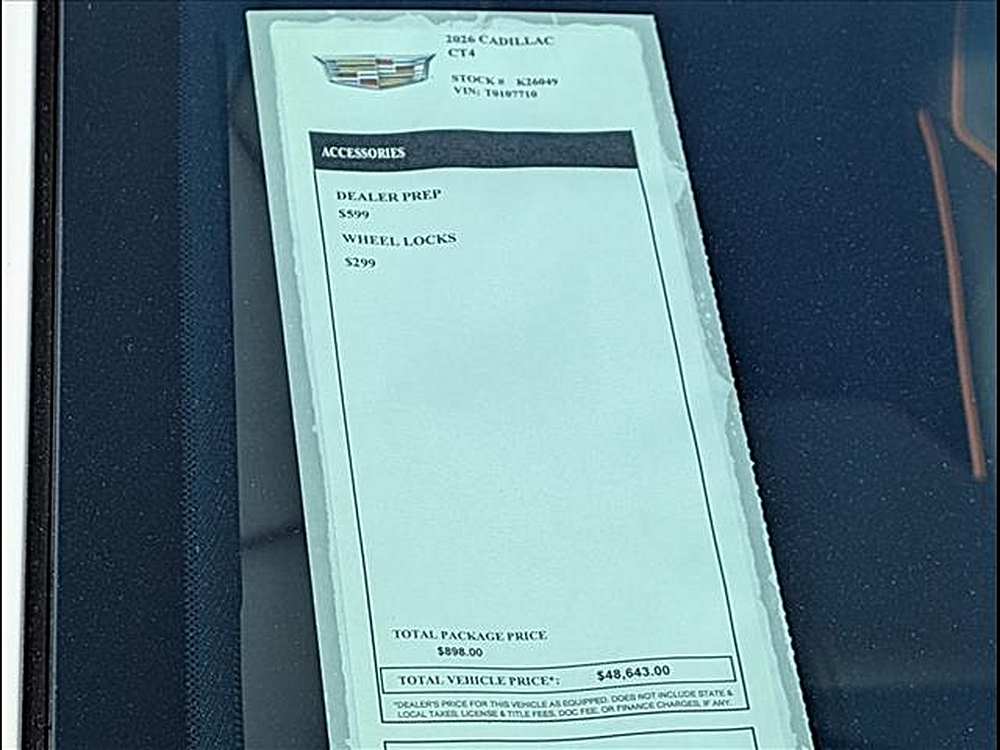 2026 CADILLAC
CT4
STOCK # K26049
VIN: T0107710
ACCESSORIES
DEALER PREP
$599
WHEEL LOCKS
$299
TOTAL PACKAGE PRICE
$898.00
TOTAL VEHICLE PRICE*: $48,643.00
*DEALER'S PRICE FOR THIS VEHICLE AS EQUIPPED. DOES NOT INCLUDE STATE &
LOCAL TAXES, LICENSE & TITLE FEES, DOC FEE, OR FINANCE CHARGES, IF ANY.